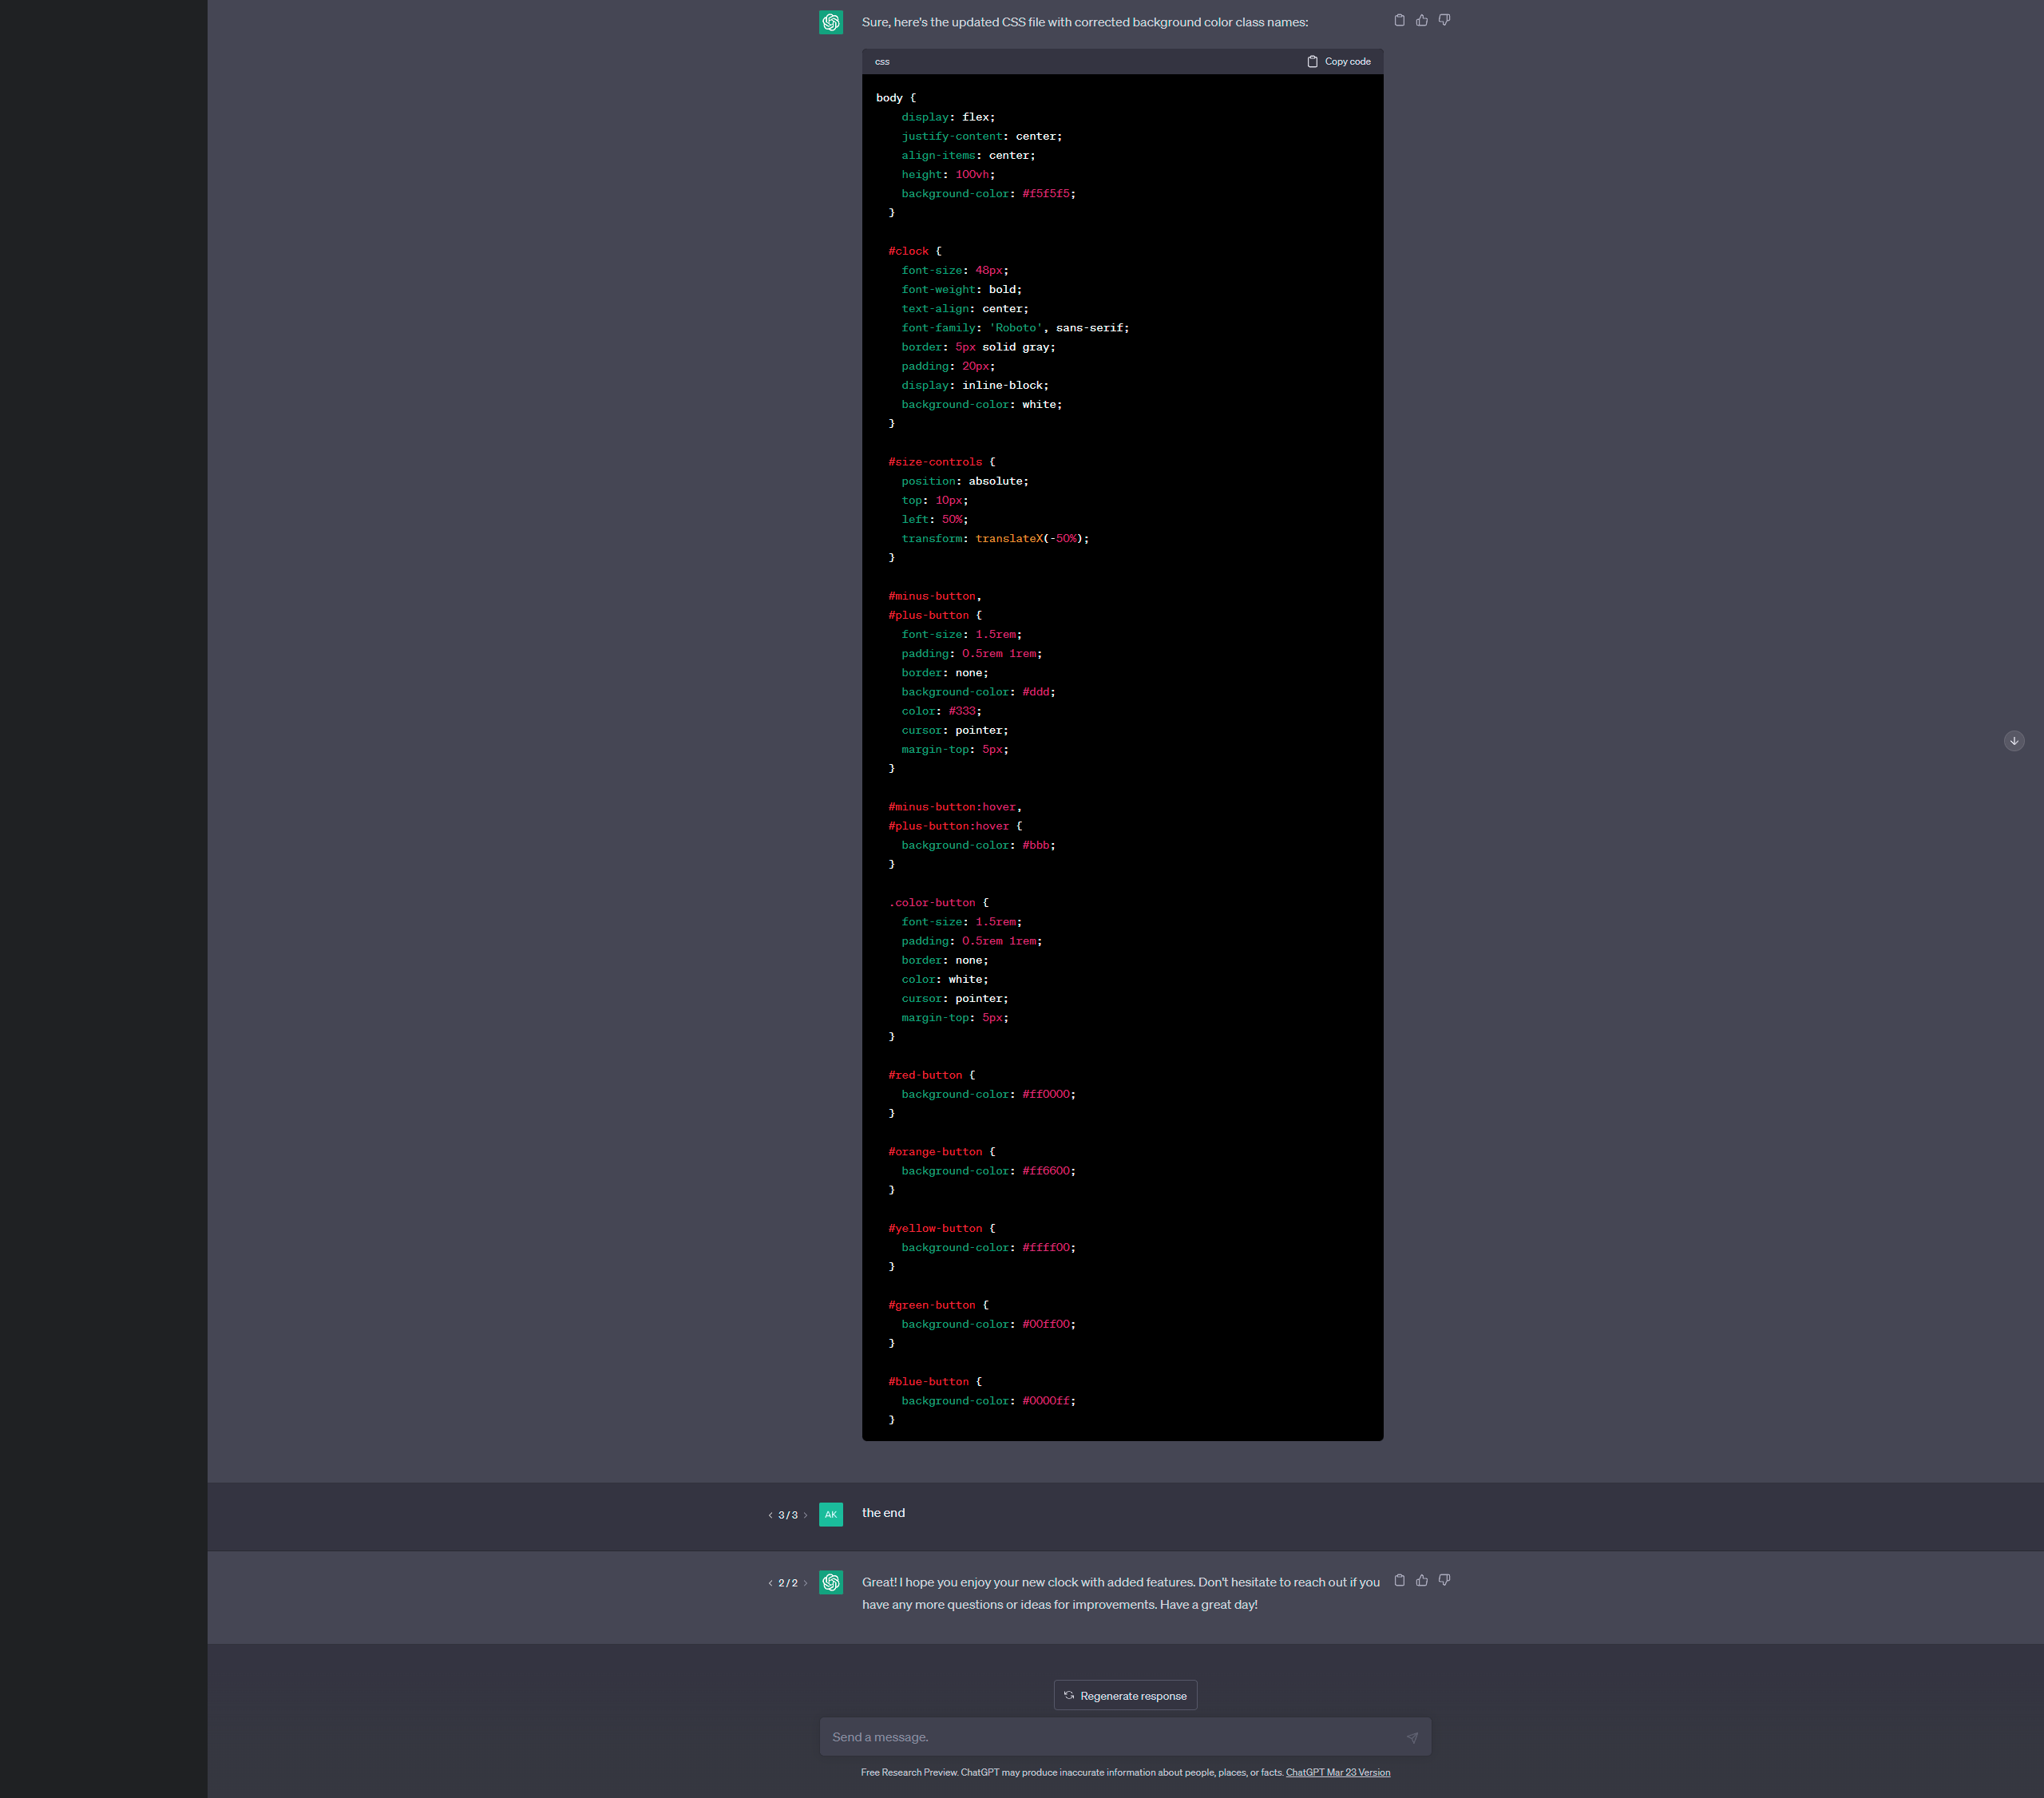 Sure, here's the updated CSS file with corrected background color class names:
css
Copy code
body {
display: flex;
justify-content: center;
align-items: center;
height: 100vh;
background-color: #f5f5f5;
}
#clock {
font-size: 48px;
font-weight: bold;
text-align: center;
font-family: 'Roboto', sans-serif;
border: 5px solid gray;
padding: 20px;
display: inline-block;
background-color: white;
}
#size-controls {
position: absolute;
top: 10px;
left: 50%;
transform: translateX(-50%);
}
#minus-button,
#plus-button {
font-size: 1.5rem;
padding: 0.5rem 1rem;
border: none;
background-color: #ddd;
color: #333;
cursor: pointer;
margin-top: 5px;
}
#minus-button:hover,
#plus-button:hover {
background-color: #bbb;
}
.color-button {
font-size: 1.5rem;
padding: 0.5rem 1rem;
border: none;
color: white;
cursor: pointer;
margin-top: 5px;
}
#red-button {
background-color: #ff0000;
}
#orange-button {
background-color: #ff6600;
}
#yellow-button {
background-color: #ffff00;
}
#green-button {
background-color: #00ff00;
}
#blue-button {
background-color: #0000ff;
}
< 3 / 3 >
AK
the end
< 2 / 2 >
Great! I hope you enjoy your new clock with added features. Don't hesitate to reach out if you
have any more questions or ideas for improvements. Have a great day!
Regenerate response
Send a message.
Free Research Preview. ChatGPT may produce inaccurate information about people, places, or facts. ChatGPT Mar 23 Version